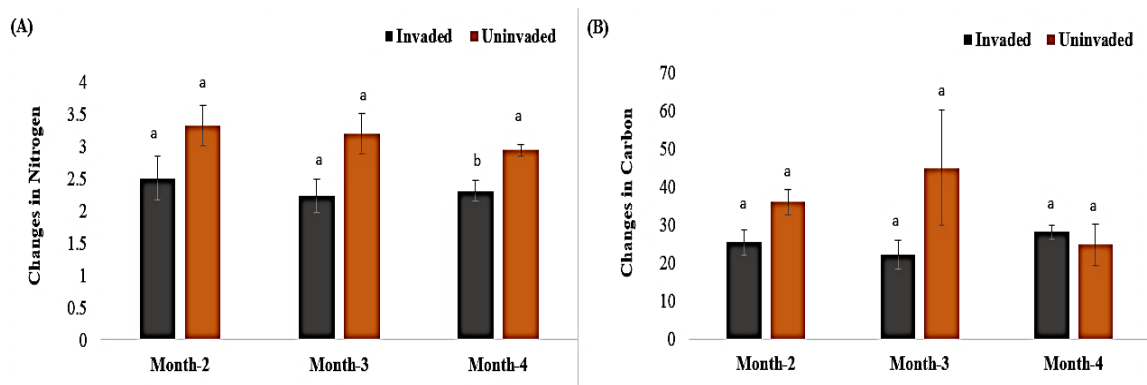 (A)
Invaded Uninvaded
Changes in Nitrogen
4
3.5
3
2.5
2
1.5
1
0.5
0
a a a a b a
Month-2 Month-3 Month-4
(B)
Invaded Uninvaded
Changes in Carbon
70
60
50
40
30
20
10
0
a a a a a a
Month-2 Month-3 Month-4